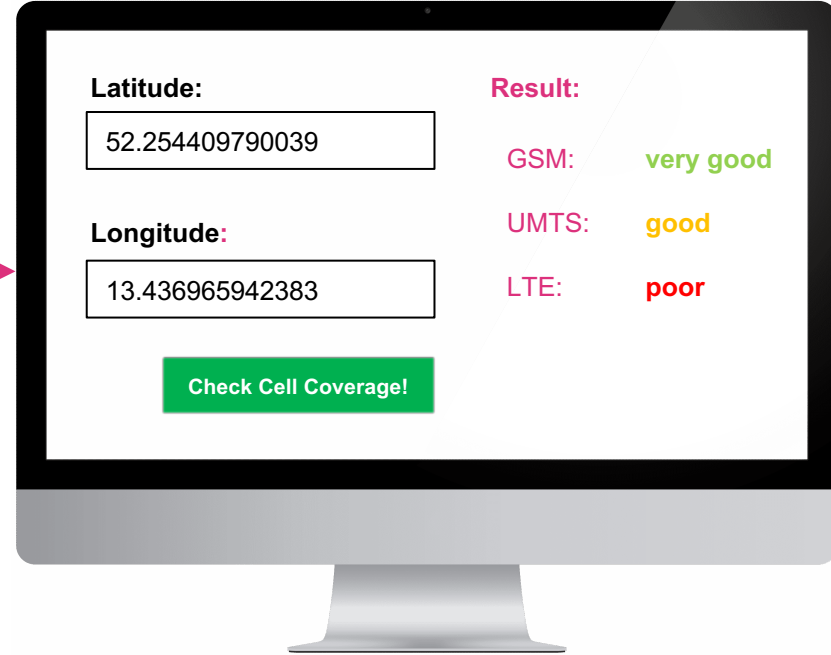 Latitude:
52.254409790039
Longitude:
13.436965942383
Check Cell Coverage!
Result:
GSM: very good
UMTS: good
LTE: poor